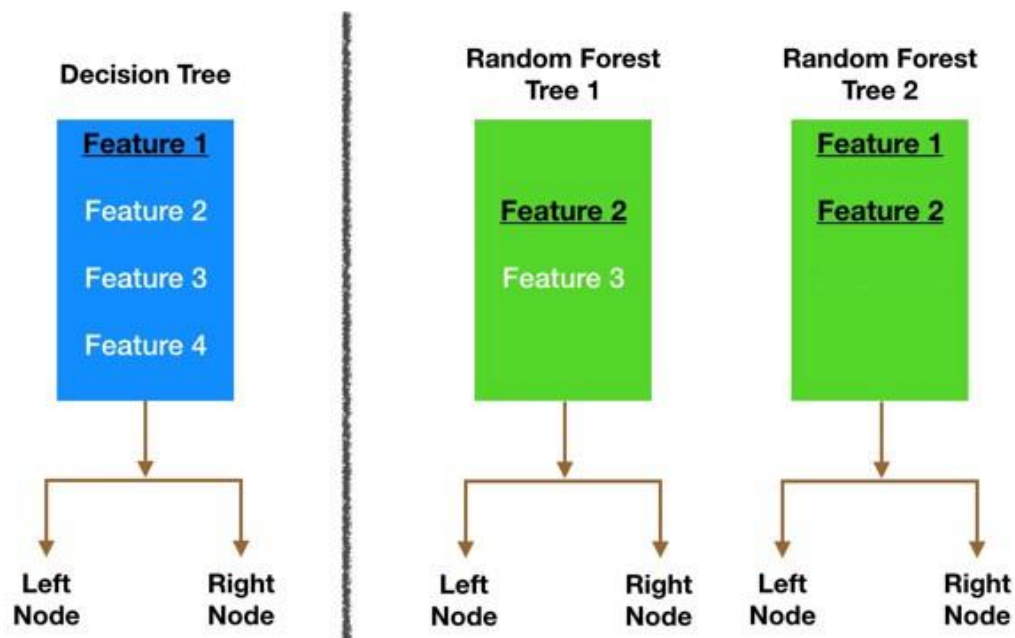 Decision Tree
Feature 1
Feature 2
Feature 3
Feature 4
Left
Node
Right
Node
Random Forest
Tree 1
Feature 2
Feature 3
Left
Node
Right
Node
Random Forest
Tree 2
Feature 1
Feature 2
Left
Node
Right
Node